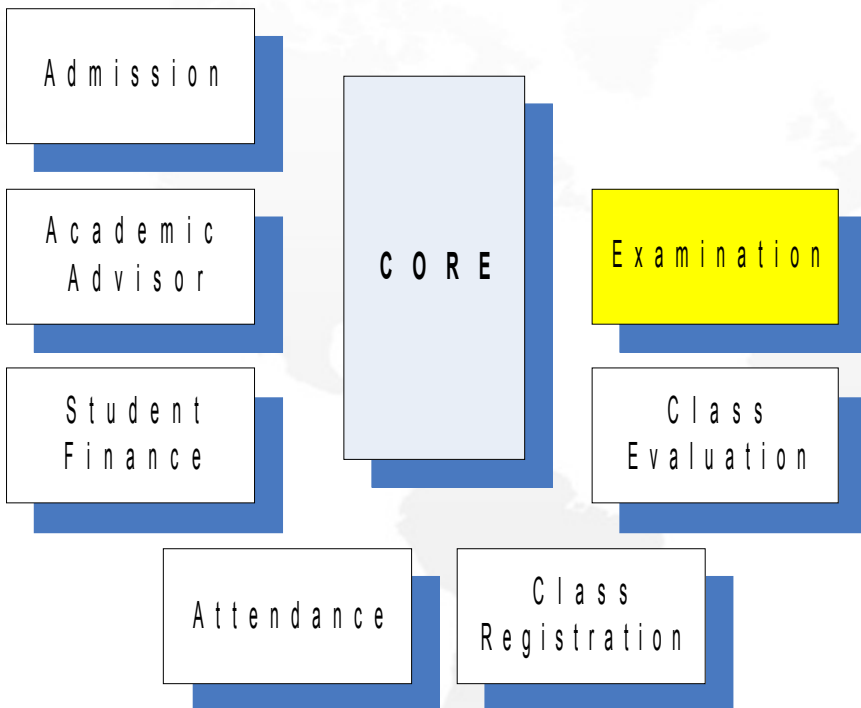 Admission
Academic
Advisor
Student
Finance
CORE
Examination
Class
Evaluation
Attendance
Class
Registration